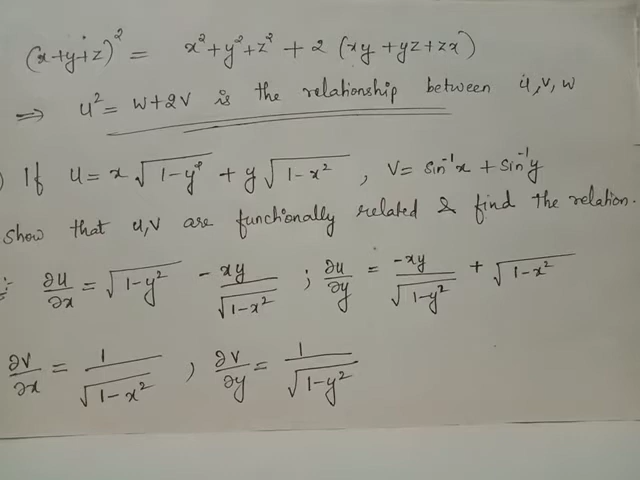 (x+y+z)² = x²+y²+z² + 2 (xy +yz+zx)
⇒ u² = w+2v is the relationship between u,v,w
) If u= x √(1-y²) + y √(1-x²) , v= sin⁻¹x + sin⁻¹y
show that u,v are functionally related & find the relation.
:- ∂u/∂x = √(1-y²) - xy/√(1-x²) ; ∂u/∂y = -xy/√(1-y²) + √(1-x²)
∂v/∂x = 1/√(1-x²) ; ∂v/∂y = 1/√(1-y²)